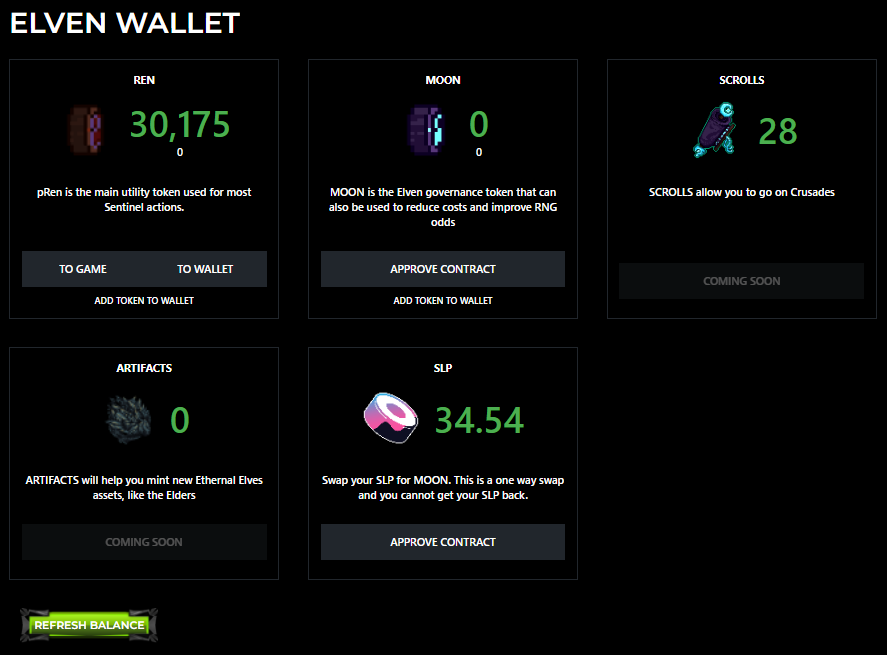 ELVEN WALLET
REN
30,175
0
pRen is the main utility token used for most
Sentinel actions.
TO GAME
TO WALLET
ADD TOKEN TO WALLET
MOON
0
0
MOON is the Elven governance token that can
also be used to reduce costs and improve RNG
odds
APPROVE CONTRACT
ADD TOKEN TO WALLET
SCROLLS
28
SCROLLS allow you to go on Crusades
COMING SOON
ARTIFACTS
0
ARTIFACTS will help you mint new Ethernal Elves
assets, like the Elders
COMING SOON
SLP
34.54
Swap your SLP for MOON. This is a one way swap
and you cannot get your SLP back.
APPROVE CONTRACT
REFRESH BALANCE